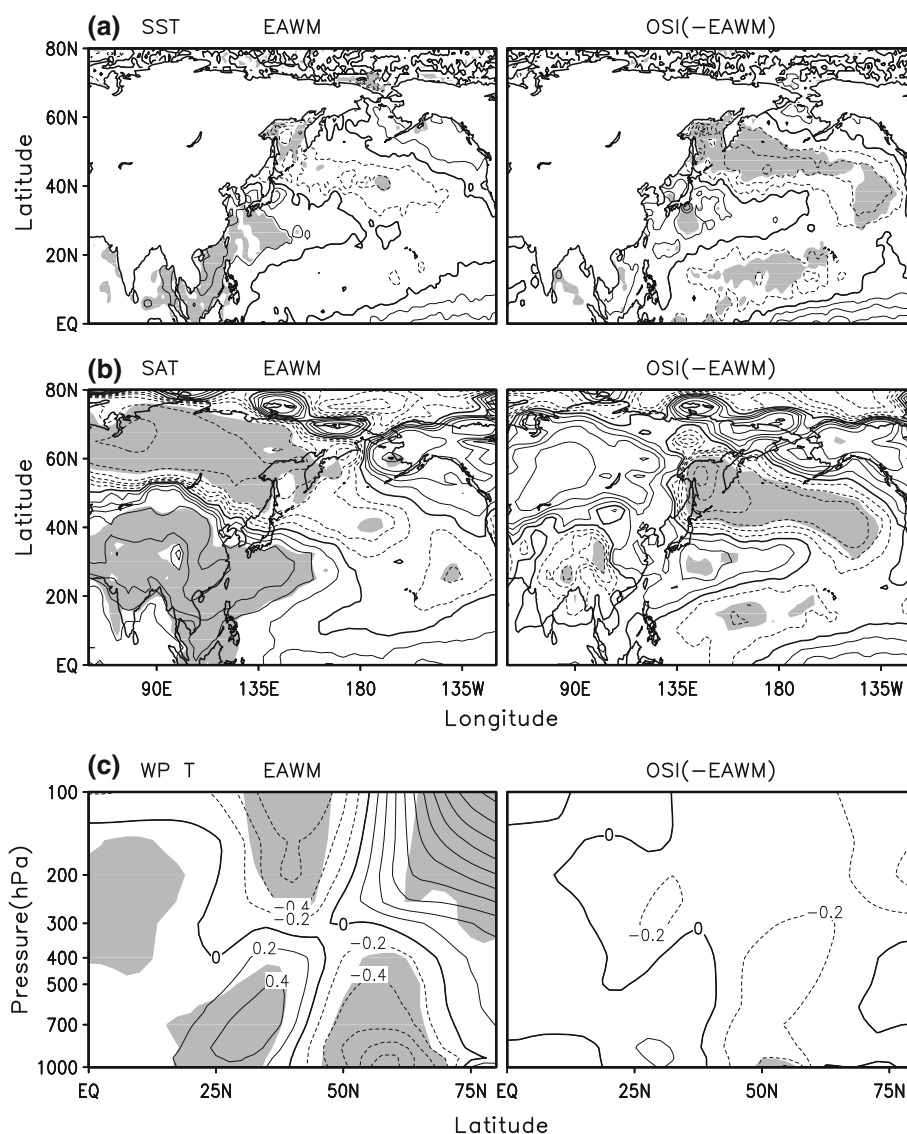 (a) SST EAWM OSI(−EAWM)
80N
60N
40N
20N
EQ
Latitude
(b) SAT EAWM OSI(−EAWM)
80N
60N
40N
20N
EQ
Latitude
90E 135E 180 135W 90E 135E 180 135W
Longitude
(c) WP T EAWM OSI(−EAWM)
100
200
300
400
500
700
1000
Pressure(hPa)
−0.4
−0.2
0
0
0.2
0.4
−0.2
−0.4
0
−0.2
0
−0.2
EQ 25N 50N 75N EQ 25N 50N 75N
Latitude